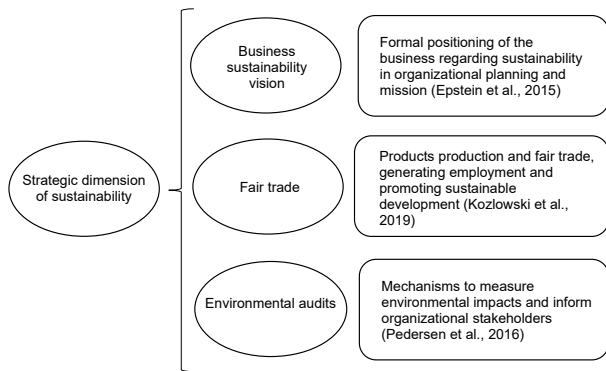 Business
sustainability
vision
Formal positioning of the
business regarding sustainability
in organizational planning and
mission (Epstein et al., 2015)
Strategic dimension
of sustainability
Fair trade
Products production and fair trade,
generating employment and
promoting sustainable
development (Kozlowski et al.,
2019)
Environmental audits
Mechanisms to measure
environmental impacts and inform
organizational stakeholders
(Pedersen et al., 2016)